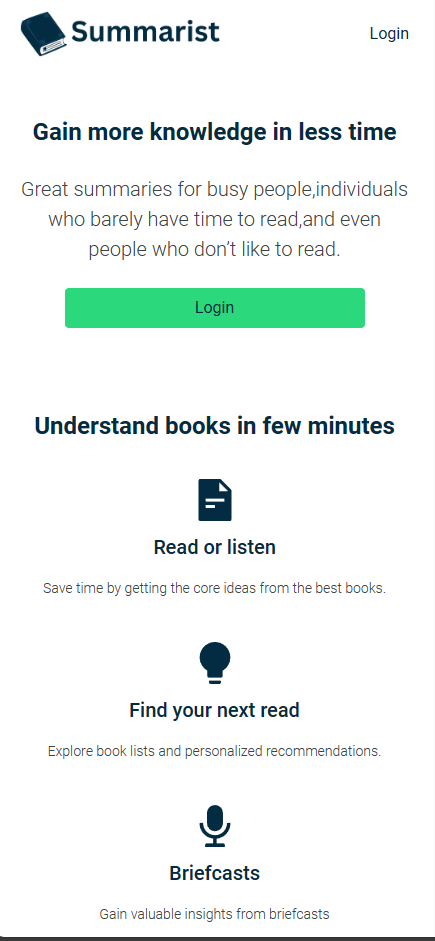 Summarist
Login
Gain more knowledge in less time
Great summaries for busy people,individuals
who barely have time to read,and even
people who don’t like to read.
Login
Understand books in few minutes
Read or listen
Save time by getting the core ideas from the best books.
Find your next read
Explore book lists and personalized recommendations.
Briefcasts
Gain valuable insights from briefcasts